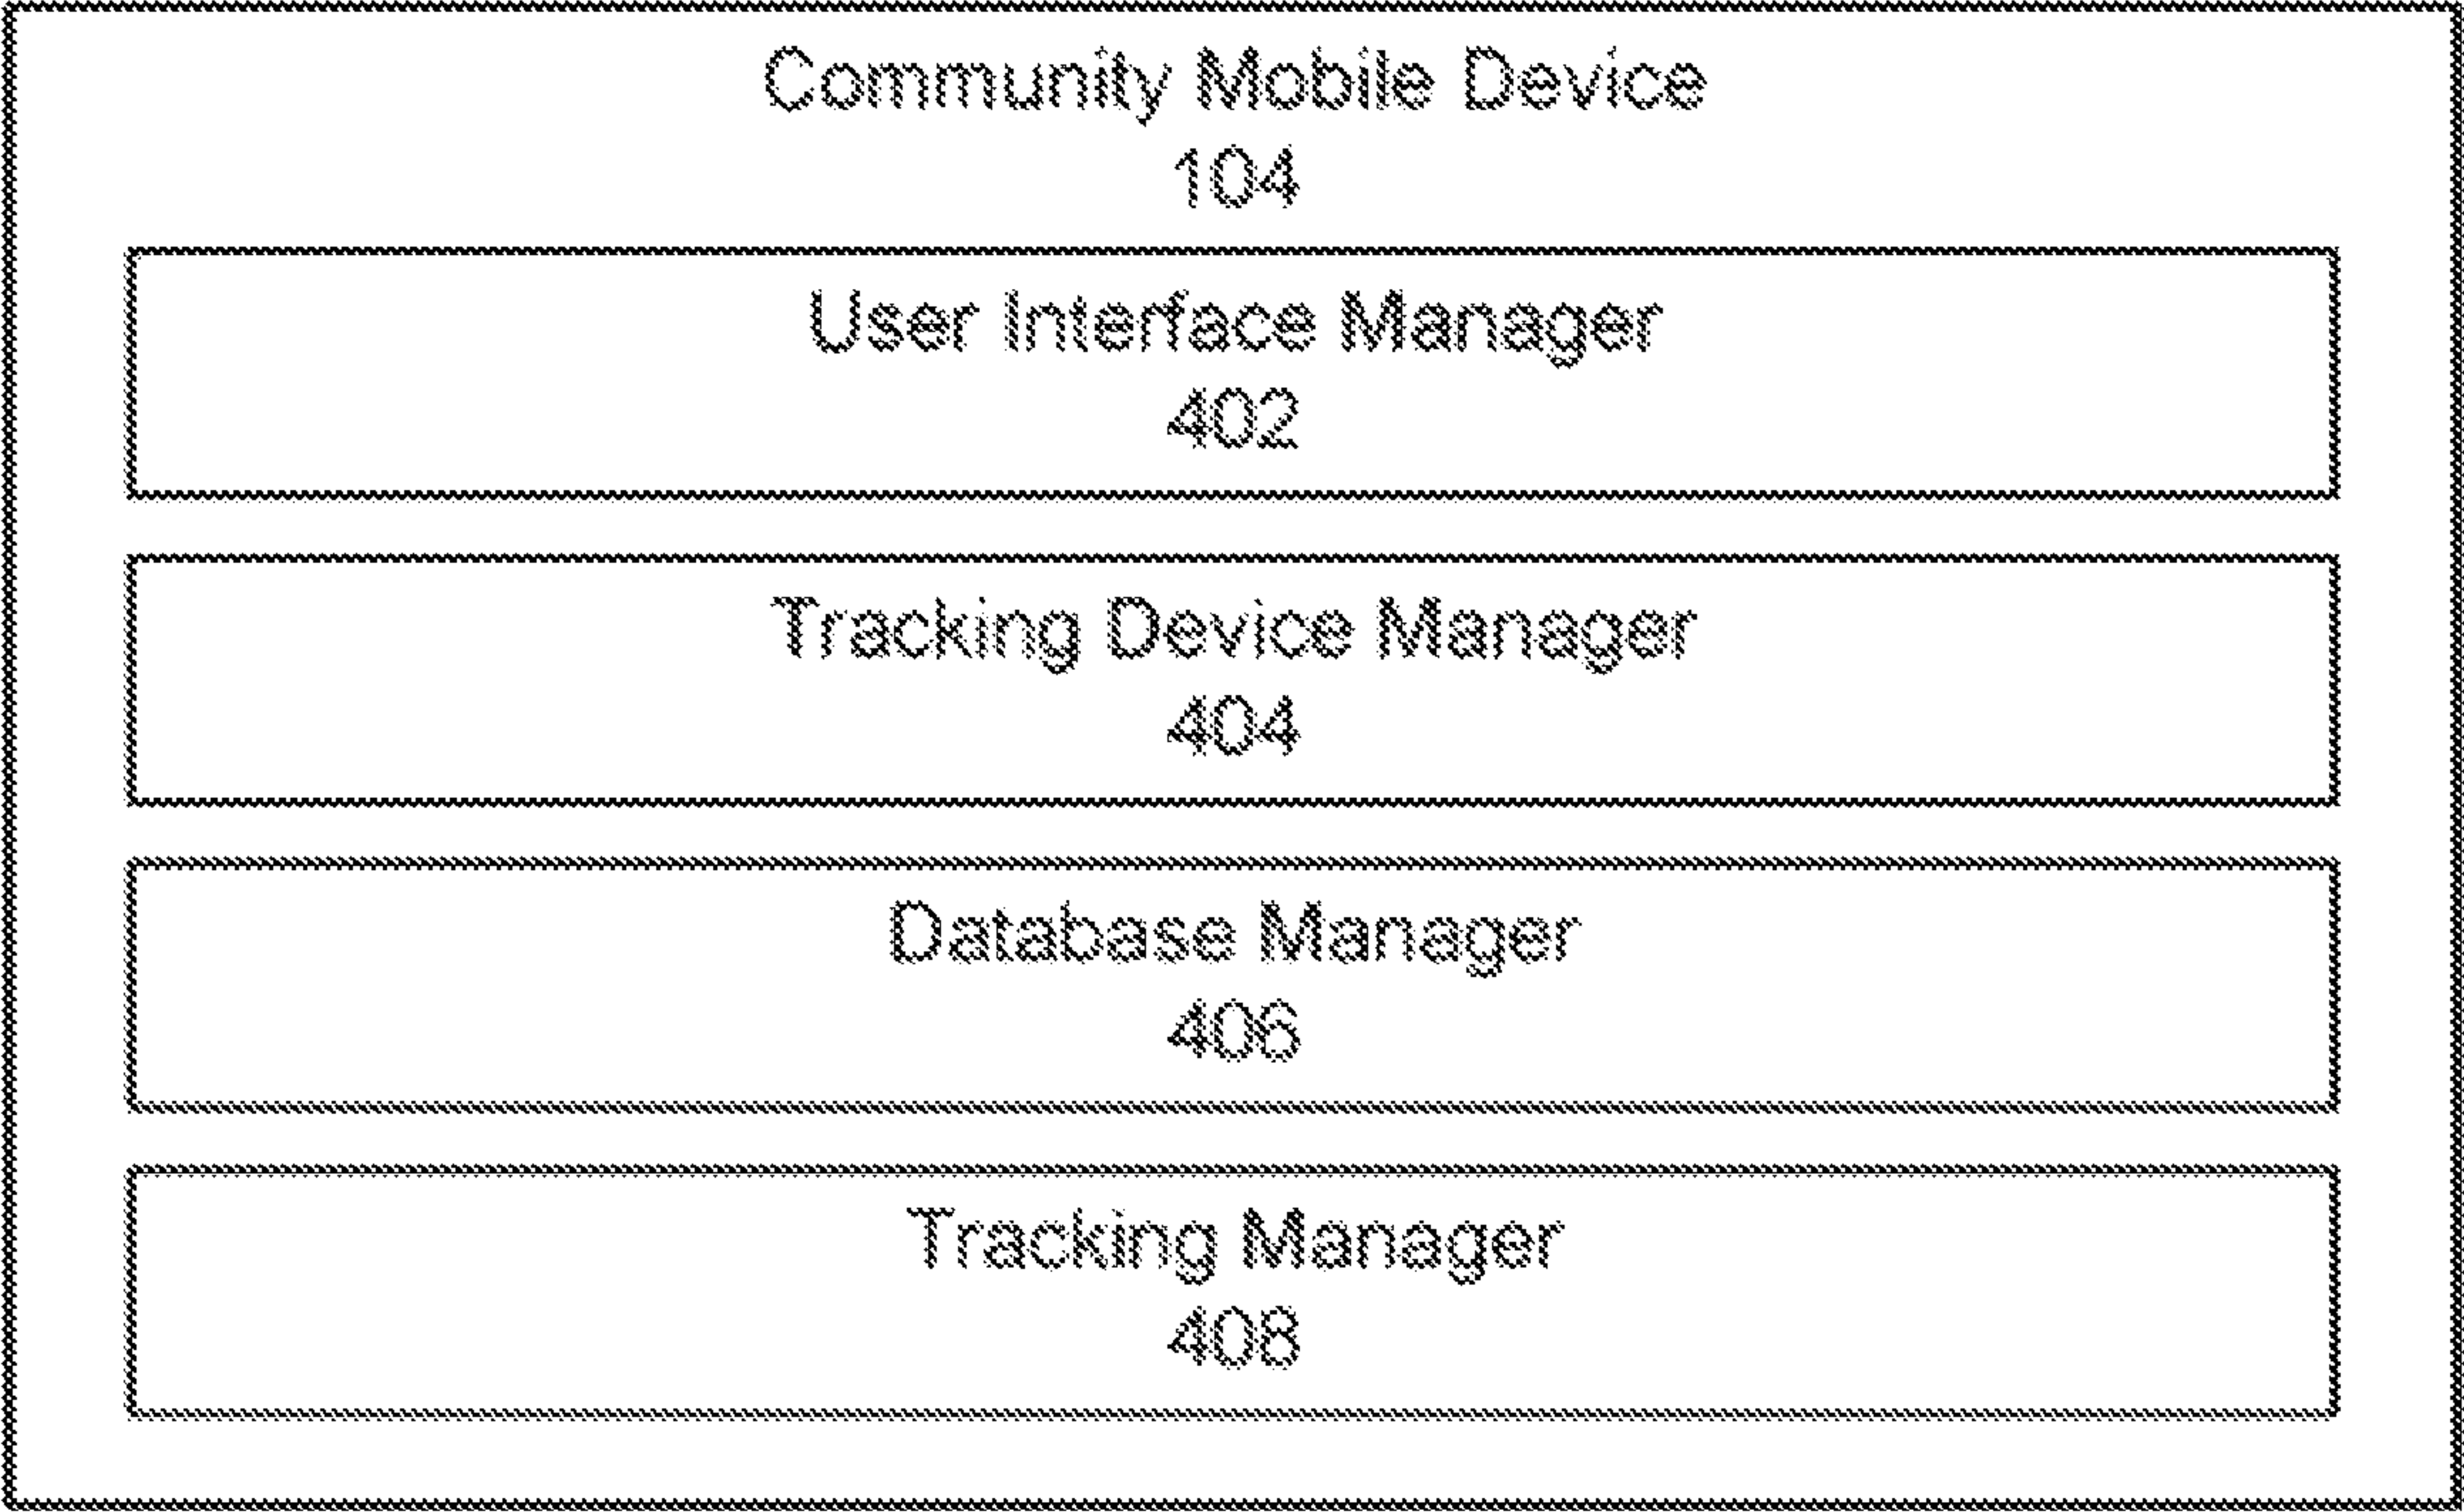 Community Mobile Device
104
User Interface Manager
402
Tracking Device Manager
404
Database Manager
406
Tracking Manager
408